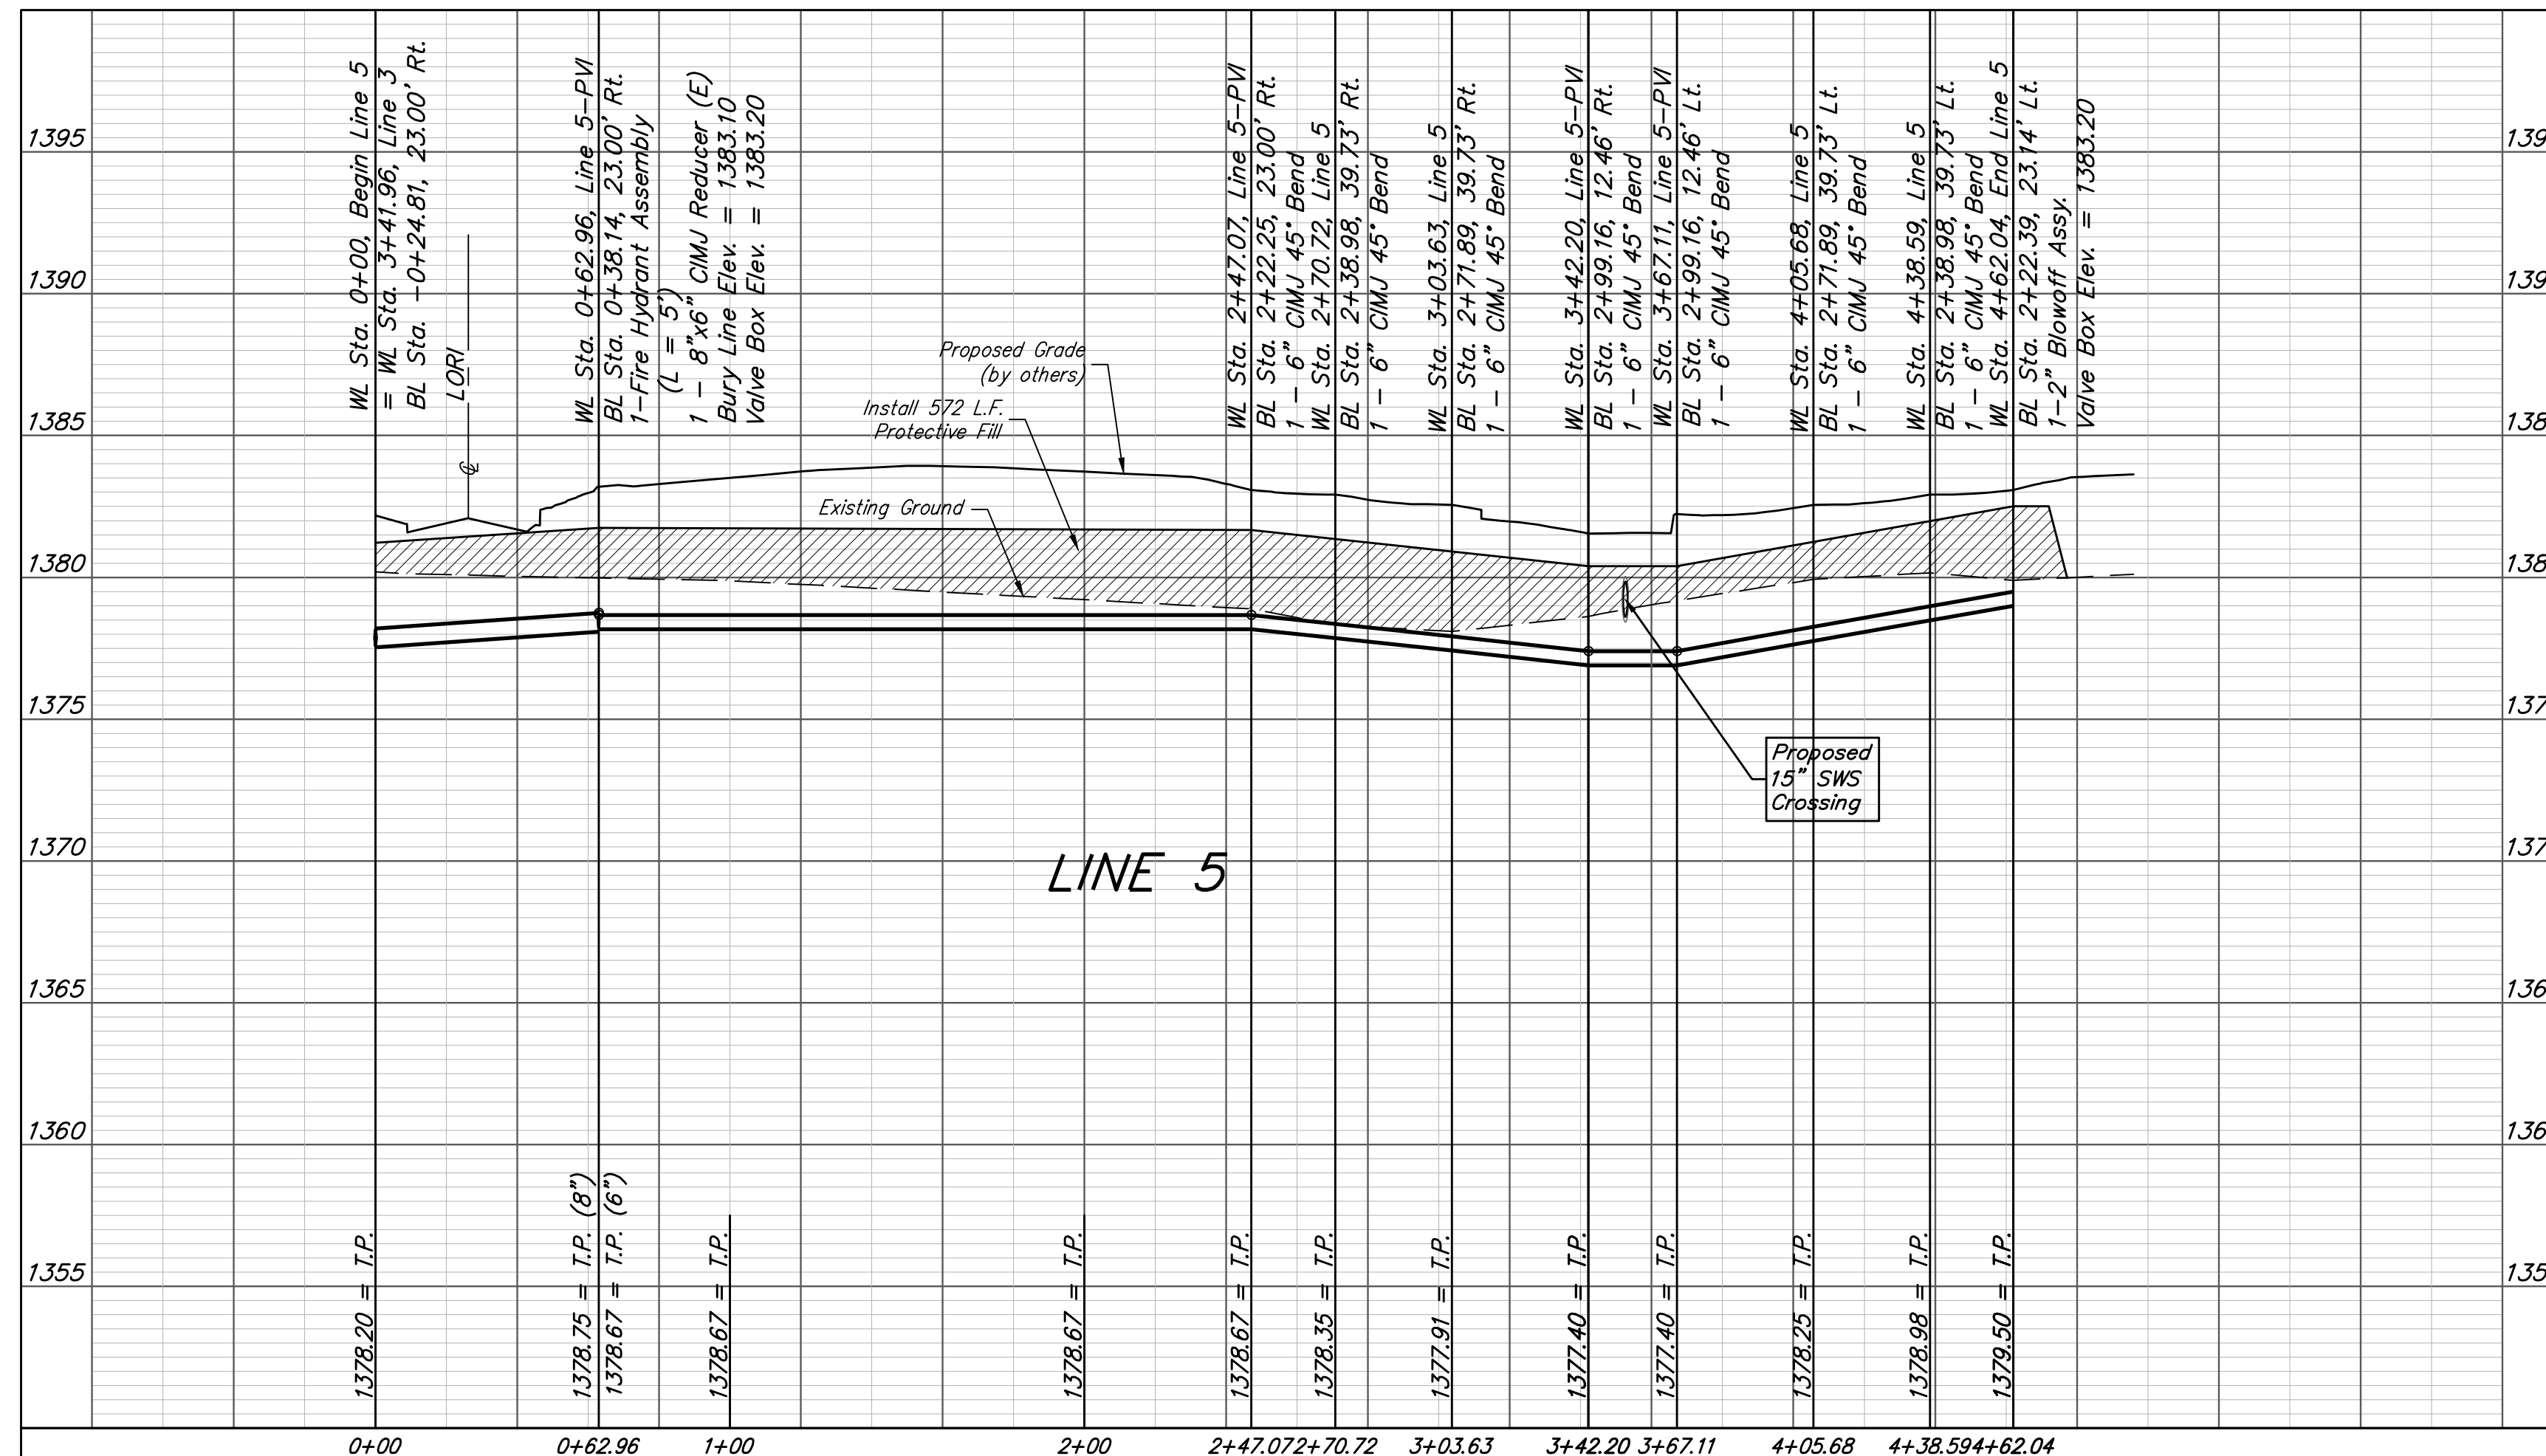 WL Sta. 0+00, Begin Line 5
= WL Sta. 3+41.96, Line 3
BL Sta. -0+24.81, 23.00' Rt.
LORI
℄
WL Sta. 0+62.96, Line 5-PVI
BL Sta. 0+38.14, 23.00' Rt.
1-Fire Hydrant Assembly
(L = 5')
1 - 8"x6" CIMJ Reducer (E)
Bury Line Elev. = 1383.10
Valve Box Elev. = 1383.20
WL Sta. 2+47.07, Line 5-PVI
BL Sta. 2+22.25, 23.00' Rt.
1 - 6" CIMJ 45° Bend
WL Sta. 2+70.72, Line 5
BL Sta. 2+38.98, 39.73' Rt.
1 - 6" CIMJ 45° Bend
WL Sta. 3+03.63, Line 5
BL Sta. 2+71.89, 39.73' Rt.
1 - 6" CIMJ 45° Bend
WL Sta. 3+42.20, Line 5-PVI
BL Sta. 2+99.16, 12.46' Rt.
1 - 6" CIMJ 45° Bend
WL Sta. 3+67.11, Line 5-PVI
BL Sta. 2+99.16, 12.46' Lt.
1 - 6" CIMJ 45° Bend
WL Sta. 4+05.68, Line 5
BL Sta. 2+71.89, 39.73' Lt.
1 - 6" CIMJ 45° Bend
WL Sta. 4+38.59, Line 5
BL Sta. 2+38.98, 39.73' Lt.
1 - 6" CIMJ 45° Bend
WL Sta. 4+62.04, End Line 5
BL Sta. 2+22.39, 23.14' Lt.
1-2" Blowoff Assy.
Valve Box Elev. = 1383.20
1395
139
1390
139
1385
138
1380
138
1375
137
1370
137
1365
136
1360
136
1355
135
Proposed Grade
(by others)
Install 572 L.F.
Protective Fill
Existing Ground
Proposed
15" SWS
Crossing
LINE 5
1378.20 = T.P.
1378.75 = T.P. (8")
1378.67 = T.P. (6")
1378.67 = T.P.
1378.67 = T.P.
1378.67 = T.P.
1378.35 = T.P.
1377.91 = T.P.
1377.40 = T.P.
1377.40 = T.P.
1378.25 = T.P.
1378.98 = T.P.
1379.50 = T.P.
0+00
0+62.96
1+00
2+00
2+47.07
2+70.72
3+03.63
3+42.20
3+67.11
4+05.68
4+38.59
4+62.04